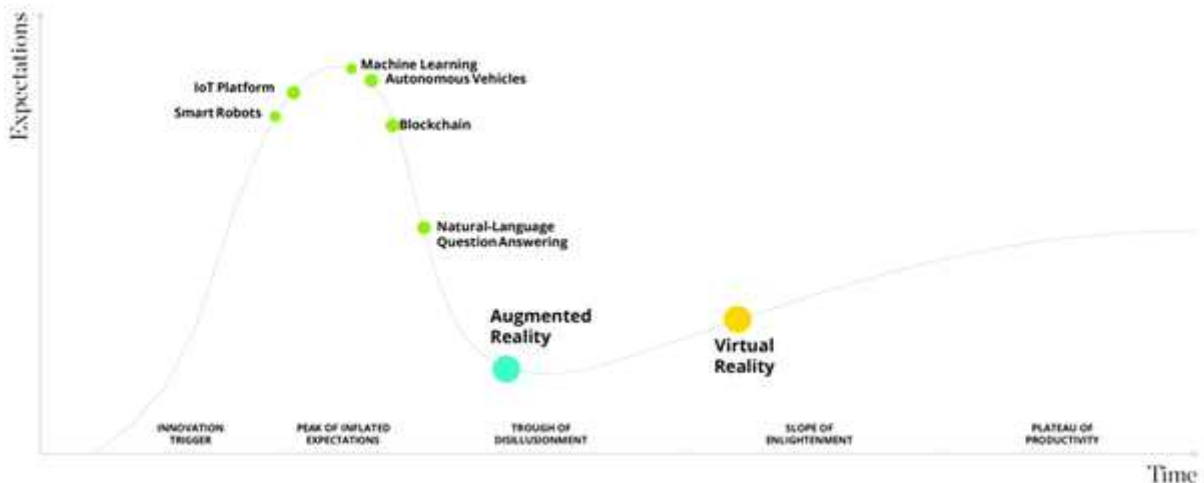 Expectations
Machine Learning
Autonomous Vehicles
IoT Platform
Smart Robots
Blockchain
Natural-Language
Question Answering
Augmented
Reality
Virtual
Reality
INNOVATION
TRIGGER
PEAK OF INFLATED
EXPECTATIONS
TROUGH OF
DISILLUSIONMENT
SLOPE OF
ENLIGHTENMENT
PLATEAU OF
PRODUCTIVITY
Time